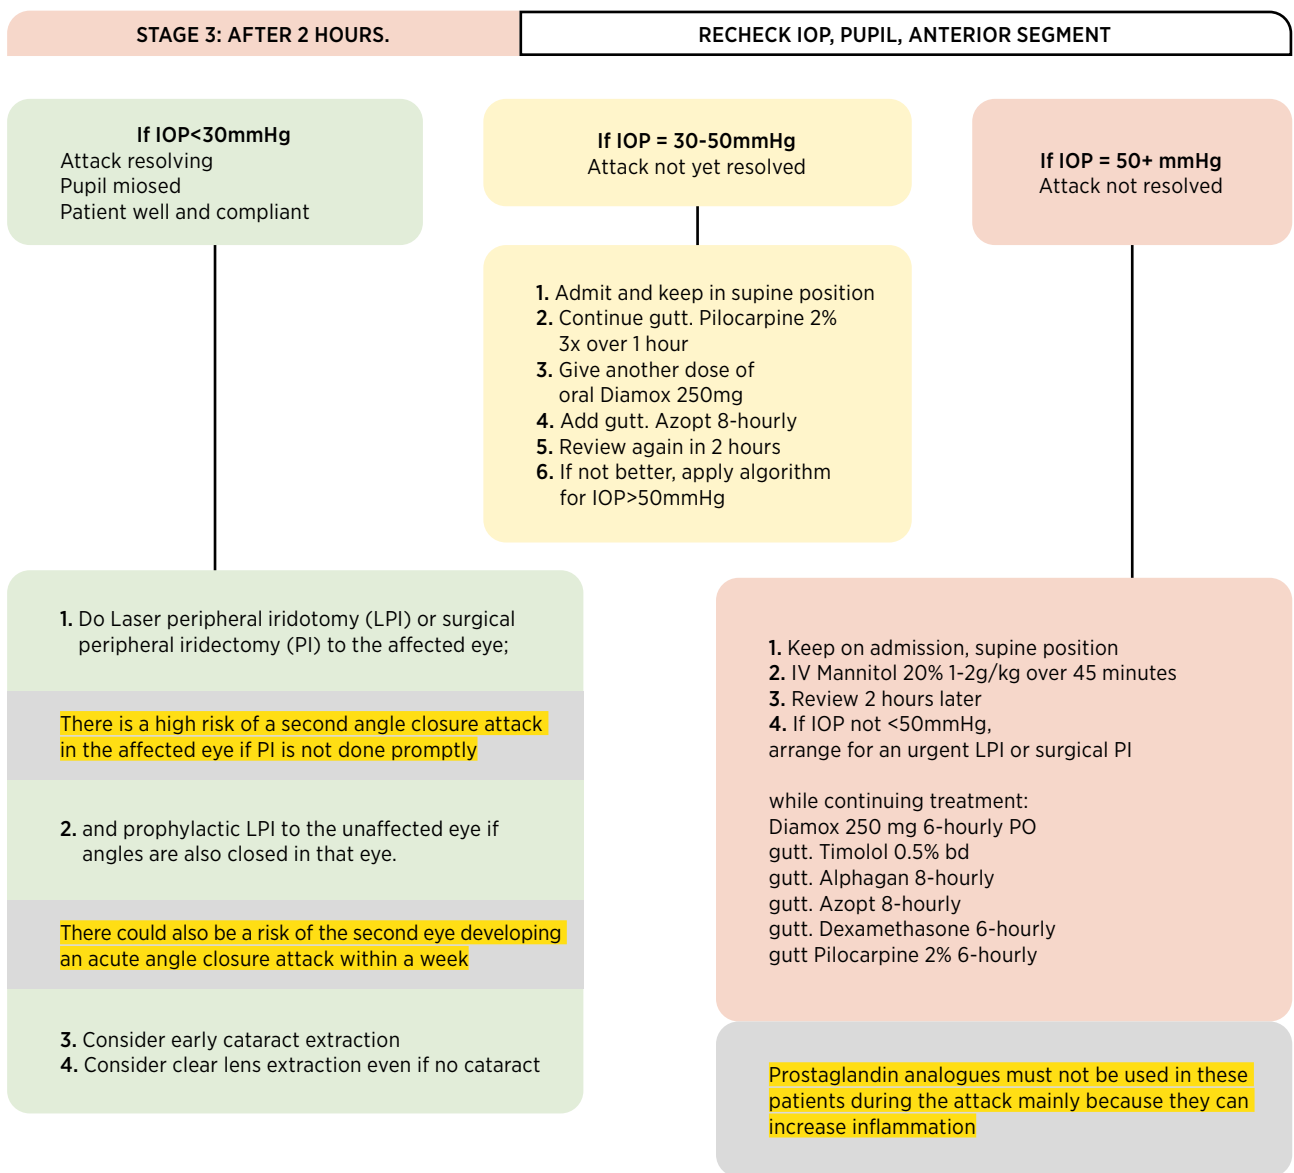 STAGE 3: AFTER 2 HOURS.
RECHECK IOP, PUPIL, ANTERIOR SEGMENT
If IOP<30mmHg
Attack resolving
Pupil miosed
Patient well and compliant
If IOP = 30-50mmHg
Attack not yet resolved
If IOP = 50+ mmHg
Attack not resolved
1. Admit and keep in supine position
2. Continue gutt. Pilocarpine 2%
3x over 1 hour
3. Give another dose of
oral Diamox 250mg
4. Add gutt. Azopt 8-hourly
5. Review again in 2 hours
6. If not better, apply algorithm
for IOP>50mmHg
1. Do Laser peripheral iridotomy (LPI) or surgical
peripheral iridectomy (PI) to the affected eye;
There is a high risk of a second angle closure attack
in the affected eye if PI is not done promptly
2. and prophylactic LPI to the unaffected eye if
angles are also closed in that eye.
There could also be a risk of the second eye developing
an acute angle closure attack within a week
3. Consider early cataract extraction
4. Consider clear lens extraction even if no cataract
1. Keep on admission, supine position
2. IV Mannitol 20% 1-2g/kg over 45 minutes
3. Review 2 hours later
4. If IOP not <50mmHg,
arrange for an urgent LPI or surgical PI
while continuing treatment:
Diamox 250 mg 6-hourly PO
gutt. Timolol 0.5% bd
gutt. Alphagan 8-hourly
gutt. Azopt 8-hourly
gutt. Dexamethasone 6-hourly
gutt Pilocarpine 2% 6-hourly
Prostaglandin analogues must not be used in these
patients during the attack mainly because they can
increase inflammation